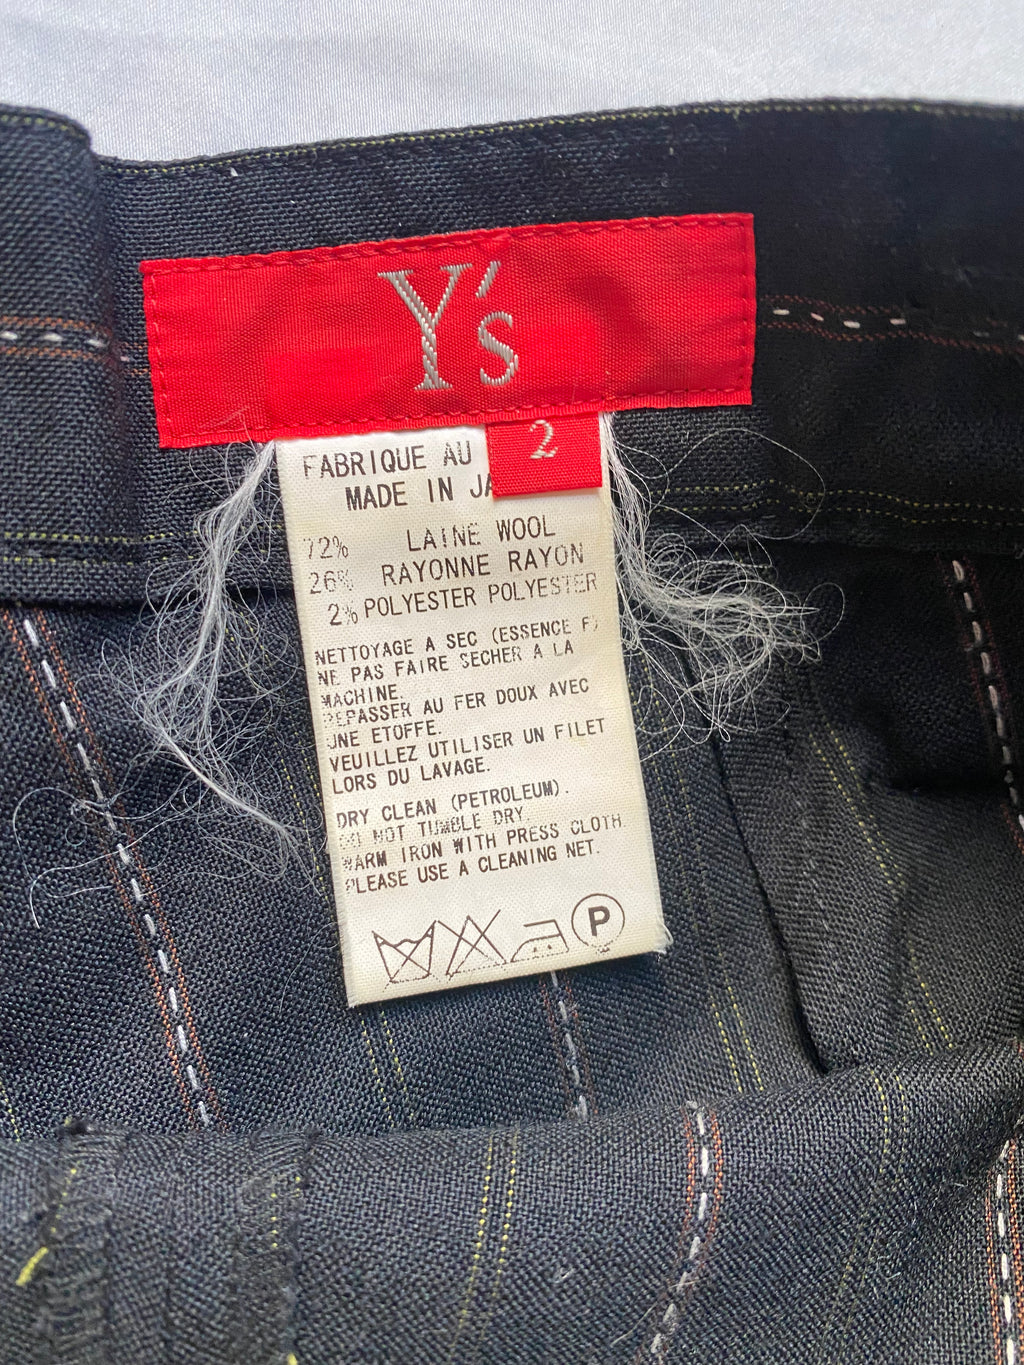 Y's
2
FABRIQUE AU
MADE IN JA
72% LAINE WOOL
26% RAYONNE RAYON
2% POLYESTER POLYESTER
NETTOYAGE A SEC (ESSENCE F)
NE PAS FAIRE SECHER A LA
MACHINE.
REPASSER AU FER DOUX AVEC
UNE ETOFFE.
VEUILLEZ UTILISER UN FILET
LORS DU LAVAGE.
DRY CLEAN (PETROLEUM).
DO NOT TUMBLE DRY
WARM IRON WITH PRESS CLOTH
PLEASE USE A CLEANING NET.
P